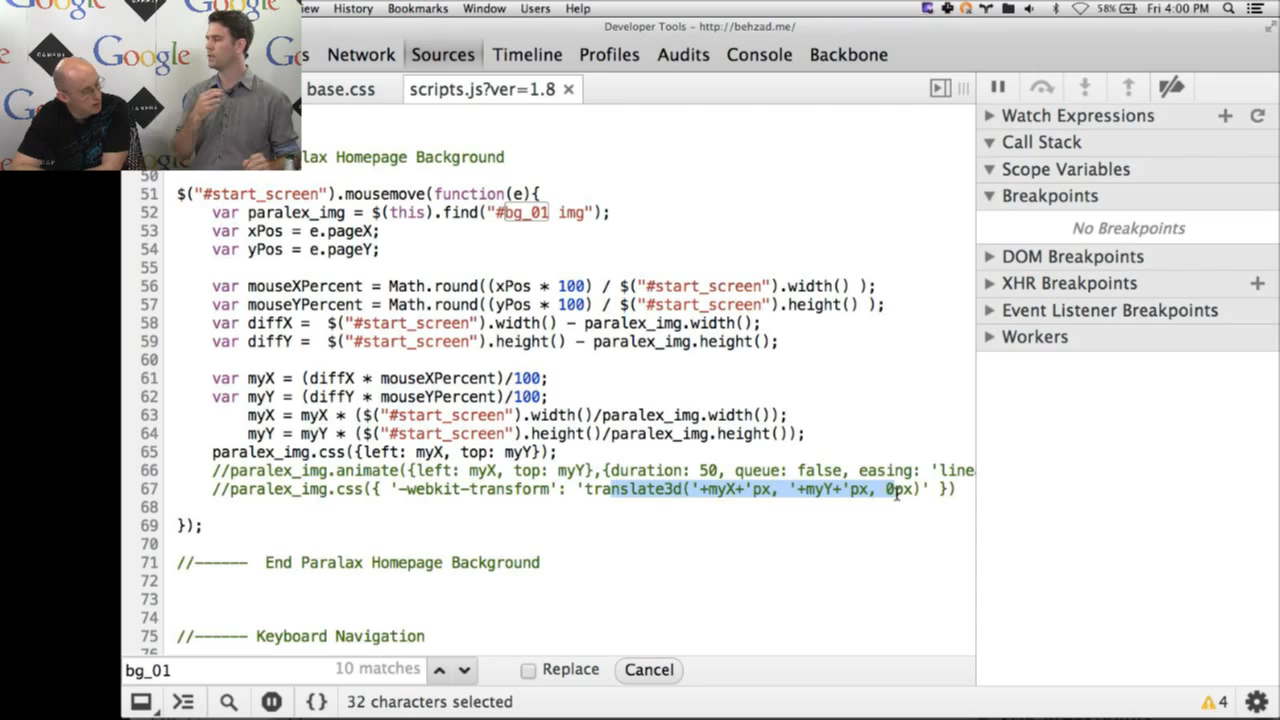 iew History Bookmarks Window Users Help 58% Fri 4:00 PM
Developer Tools - http://behzad.me/
s Network Sources Timeline Profiles Audits Console Backbone
base.css scripts.js?ver=1.8 ×
Google
Google
CAMPUS
Google
Google
Google
alax Homepage Background
50
51 $("#start_screen").mousemove(function(e){
52 var paralex_img = $(this).find("#bg_01 img");
53 var xPos = e.pageX;
54 var yPos = e.pageY;
55
56 var mouseXPercent = Math.round((xPos * 100) / $("#start_screen").width() );
57 var mouseYPercent = Math.round((yPos * 100) / $("#start_screen").height() );
58 var diffX =  $("#start_screen").width() - paralex_img.width();
59 var diffY =  $("#start_screen").height() - paralex_img.height();
60
61 var myX = (diffX * mouseXPercent)/100;
62 var myY = (diffY * mouseYPercent)/100;
63 myX = myX * ($("#start_screen").width()/paralex_img.width());
64 myY = myY * ($("#start_screen").height()/paralex_img.height());
65 paralex_img.css({left: myX, top: myY});
66 //paralex_img.animate({left: myX, top: myY},{duration: 50, queue: false, easing: 'line
67 //paralex_img.css({ '-webkit-transform': 'translate3d('+myX+'px, '+myY+'px, 0px)' })
68
69 });
70
71 //------  End Paralax Homepage Background
72
73
74
75 //------ Keyboard Navigation
76
Watch Expressions
Call Stack
Scope Variables
Breakpoints
No Breakpoints
DOM Breakpoints
XHR Breakpoints
Event Listener Breakpoints
Workers
bg_01 10 matches Replace Cancel
{ } 32 characters selected 4